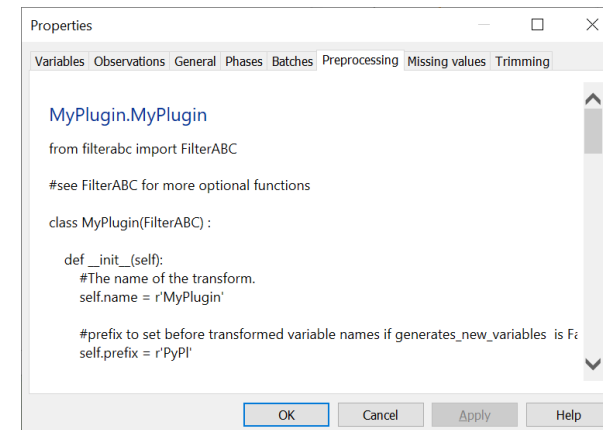 Properties
Variables Observations General Phases Batches Preprocessing Missing values Trimming
MyPlugin.MyPlugin
from filterabc import FilterABC
#see FilterABC for more optional functions
class MyPlugin(FilterABC) :
def __init__(self):
#The name of the transform.
self.name = r'MyPlugin'
#prefix to set before transformed variable names if generates_new_variables is
self.prefix = r'PyPl'
OK Cancel Apply Help